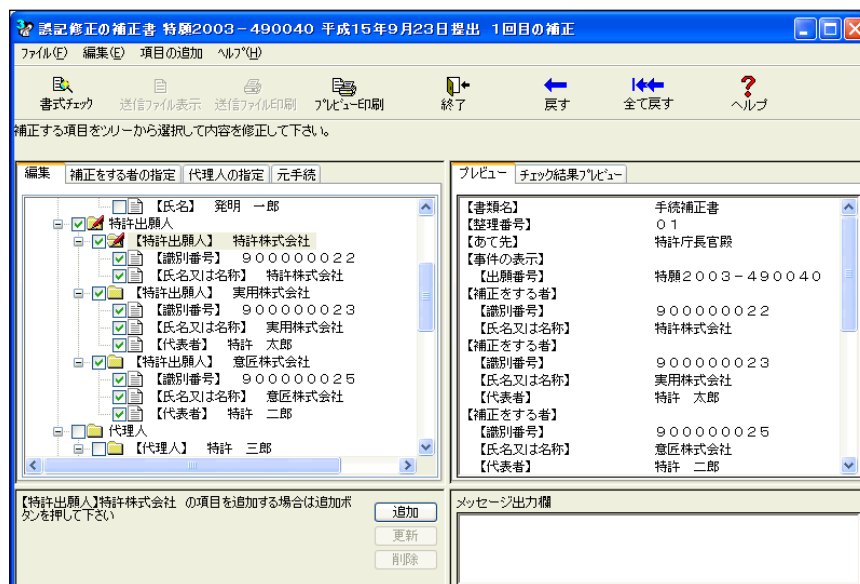 誤記修正の補正書 特願2003-490040 平成15年9月23日提出 1回目の補正
ファイル(F) 編集(E) 項目の追加 ヘルプ(H)
書式チェック 送信ファイル表示 送信ファイル印刷 プレビュー印刷 終了 戻す 全て戻す ヘルプ
補正する項目をツリーから選択して内容を修正して下さい。
編集 補正をする者の指定 代理人の指定 元手続
【氏名】 発明 一郎
特許出願人
【特許出願人】 特許株式会社
【識別番号】 900000022
【氏名又は名称】 特許株式会社
【特許出願人】 実用株式会社
【識別番号】 900000023
【氏名又は名称】 実用株式会社
【代表者】 特許 太郎
【特許出願人】 意匠株式会社
【識別番号】 900000025
【氏名又は名称】 意匠株式会社
【代表者】 特許 二郎
代理人
【代理人】 特許 三郎
プレビュー チェック結果プレビュー
【書類名】 手続補正書
【整理番号】 01
【あて先】 特許庁長官殿
【事件の表示】
【出願番号】 特願2003-490040
【補正をする者】
【識別番号】 900000022
【氏名又は名称】 特許株式会社
【補正をする者】
【識別番号】 900000023
【氏名又は名称】 実用株式会社
【代表者】 特許 太郎
【補正をする者】
【識別番号】 900000025
【氏名又は名称】 意匠株式会社
【代表者】 特許 二郎
【特許出願人】特許株式会社 の項目を追加する場合は追加ボ
タンを押して下さい
追加
更新
削除
メッセージ出力欄